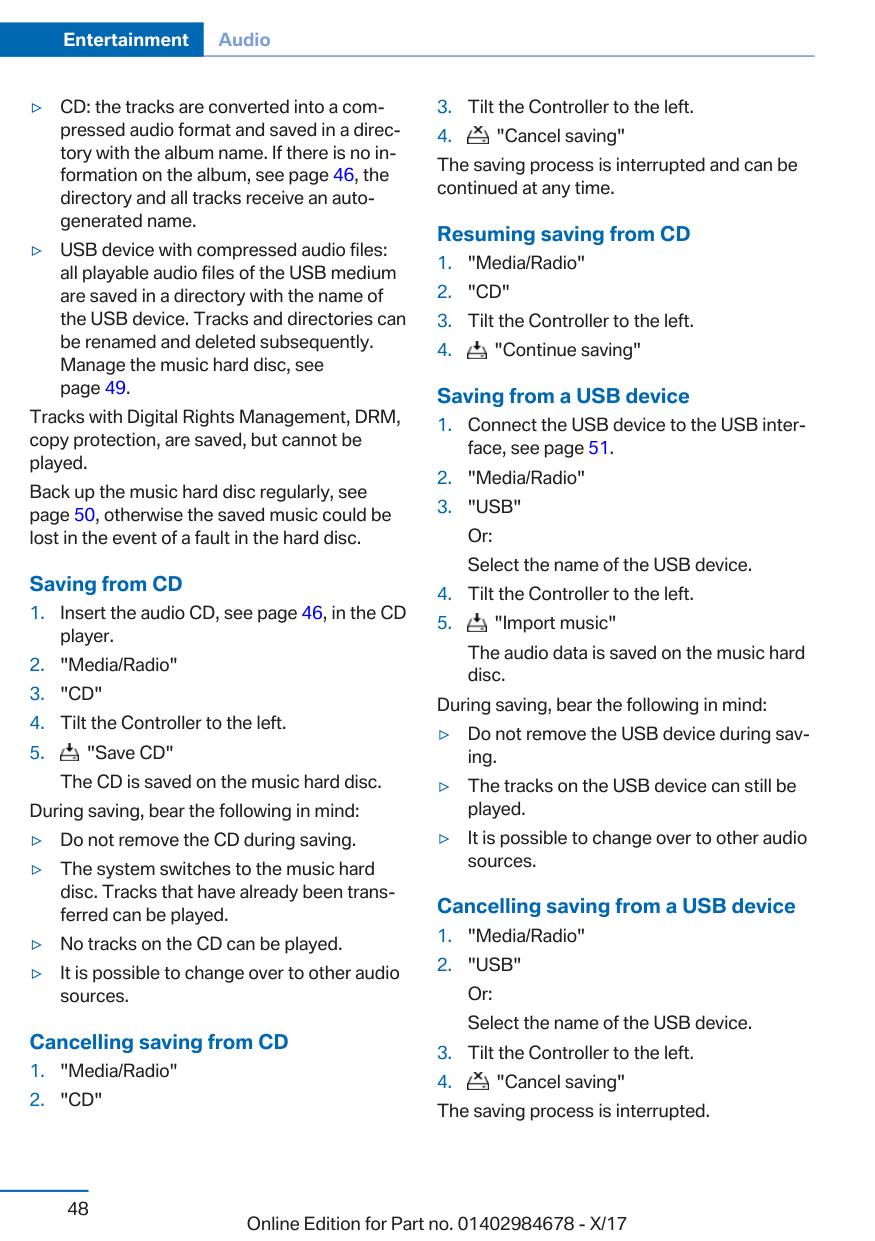 Entertainment Audio
▷ CD: the tracks are converted into a com-
pressed audio format and saved in a direc-
tory with the album name. If there is no in-
formation on the album, see page 46, the
directory and all tracks receive an auto-
generated name.
▷ USB device with compressed audio files:
all playable audio files of the USB medium
are saved in a directory with the name of
the USB device. Tracks and directories can
be renamed and deleted subsequently.
Manage the music hard disc, see
page 49.
Tracks with Digital Rights Management, DRM,
copy protection, are saved, but cannot be
played.
Back up the music hard disc regularly, see
page 50, otherwise the saved music could be
lost in the event of a fault in the hard disc.
Saving from CD
1. Insert the audio CD, see page 46, in the CD
player.
2. "Media/Radio"
3. "CD"
4. Tilt the Controller to the left.
5. "Save CD"
The CD is saved on the music hard disc.
During saving, bear the following in mind:
▷ Do not remove the CD during saving.
▷ The system switches to the music hard
disc. Tracks that have already been trans-
ferred can be played.
▷ No tracks on the CD can be played.
▷ It is possible to change over to other audio
sources.
Cancelling saving from CD
1. "Media/Radio"
2. "CD"
3. Tilt the Controller to the left.
4. "Cancel saving"
The saving process is interrupted and can be
continued at any time.
Resuming saving from CD
1. "Media/Radio"
2. "CD"
3. Tilt the Controller to the left.
4. "Continue saving"
Saving from a USB device
1. Connect the USB device to the USB inter-
face, see page 51.
2. "Media/Radio"
3. "USB"
Or:
Select the name of the USB device.
4. Tilt the Controller to the left.
5. "Import music"
The audio data is saved on the music hard
disc.
During saving, bear the following in mind:
▷ Do not remove the USB device during sav-
ing.
▷ The tracks on the USB device can still be
played.
▷ It is possible to change over to other audio
sources.
Cancelling saving from a USB device
1. "Media/Radio"
2. "USB"
Or:
Select the name of the USB device.
3. Tilt the Controller to the left.
4. "Cancel saving"
The saving process is interrupted.
48
Online Edition for Part no. 01402984678 - X/17